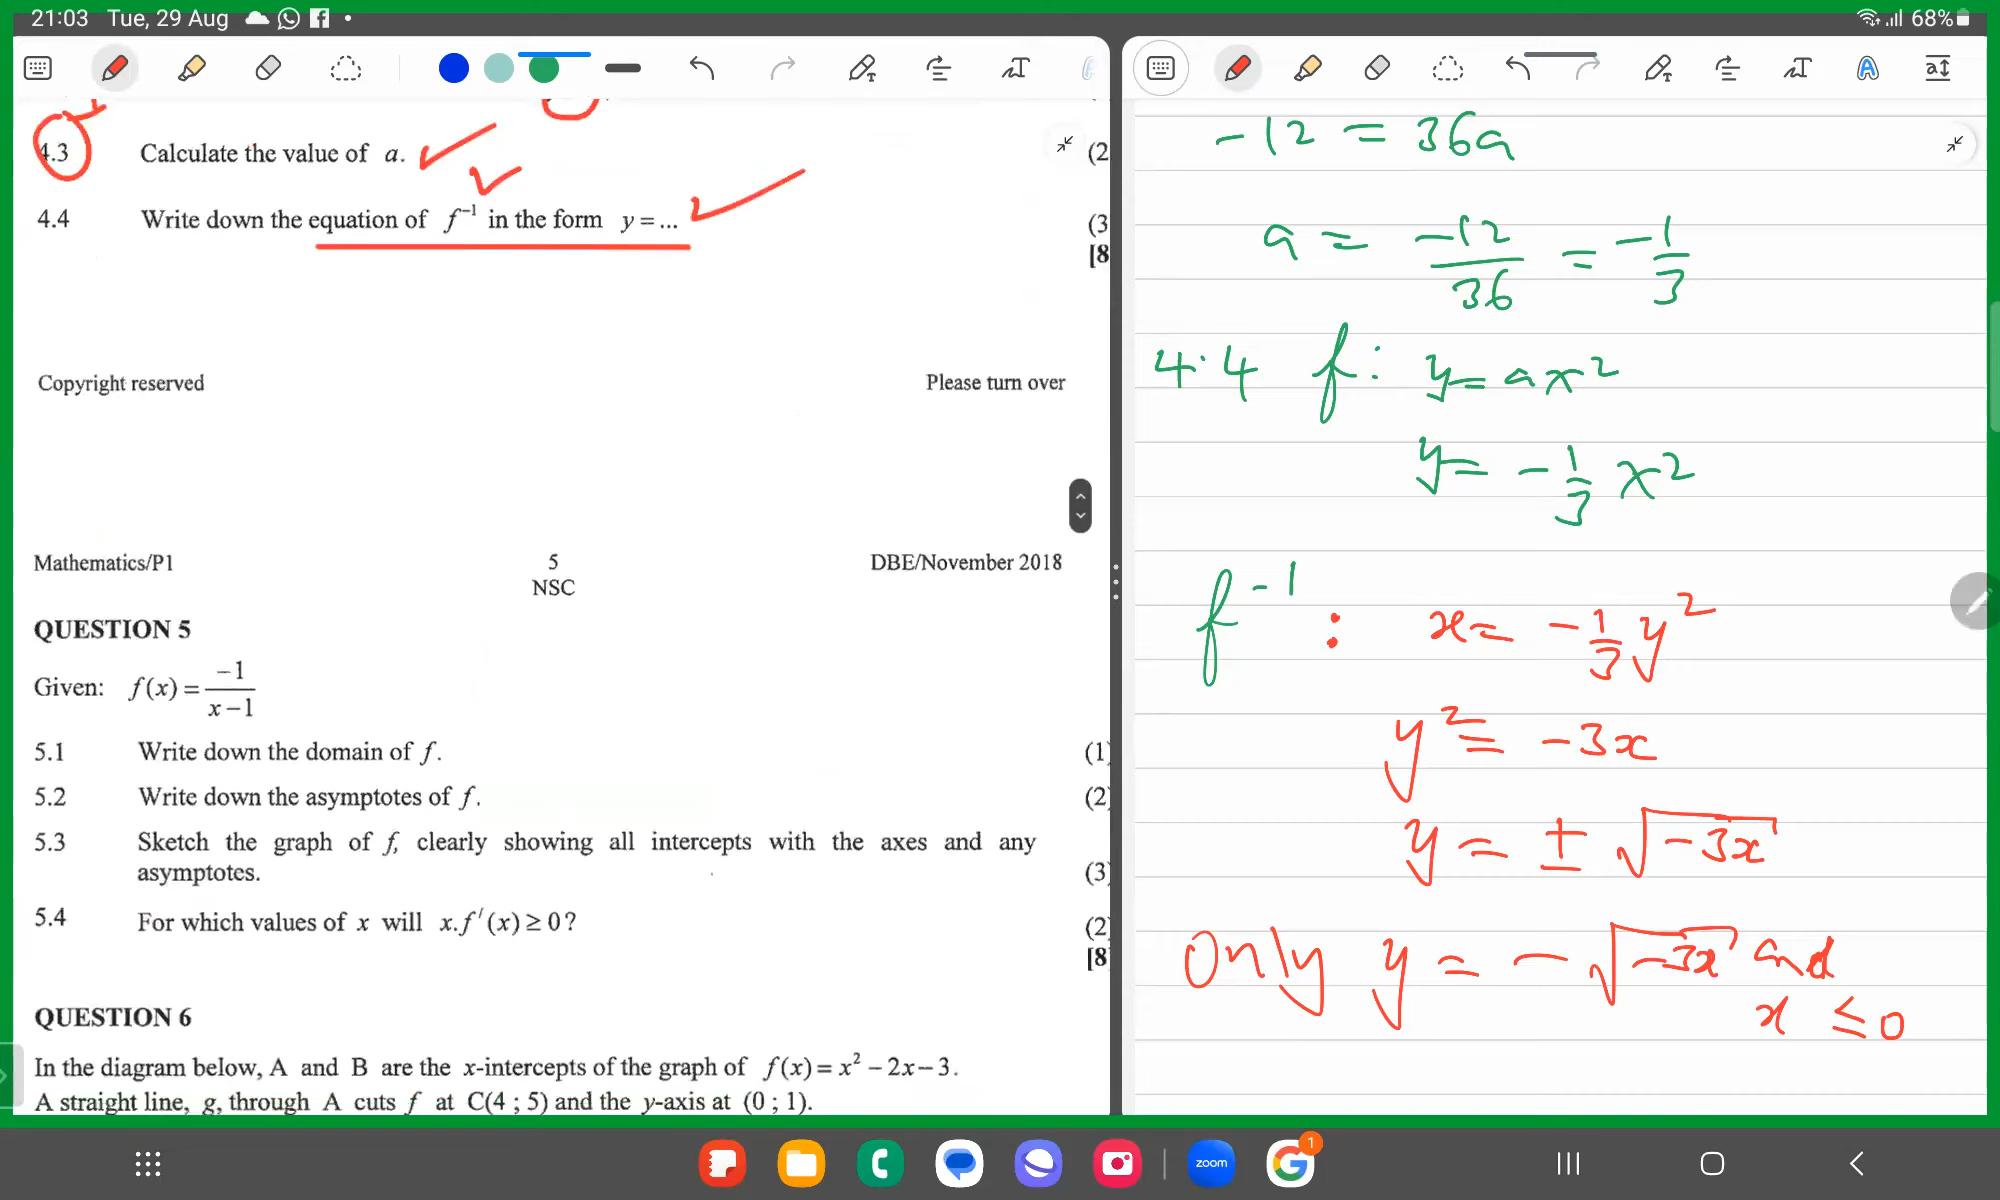 21:03 Tue, 29 Aug
68%
4.3 Calculate the value of a. (2
4.4 Write down the equation of f⁻¹ in the form y = ... (3
[8
Copyright reserved Please turn over
Mathematics/P1 5 DBE/November 2018
NSC
QUESTION 5
Given: f(x) = -1/(x-1)
5.1 Write down the domain of f. (1)
5.2 Write down the asymptotes of f. (2)
5.3 Sketch the graph of f, clearly showing all intercepts with the axes and any
asymptotes. (3)
5.4 For which values of x will x.f′(x) ≥ 0? (2)
[8
QUESTION 6
In the diagram below, A and B are the x-intercepts of the graph of f(x) = x² – 2x – 3.
A straight line, g, through A cuts f at C(4 ; 5) and the y-axis at (0 ; 1).
-12 = 36a
a = -12/36 = -1/3
4.4 f: y = ax²
y = -1/3 x²
f⁻¹ : x = -1/3 y²
y² = -3x
y = ± √-3x
Only y = - √-3x and
x ≤ 0
zoom
1